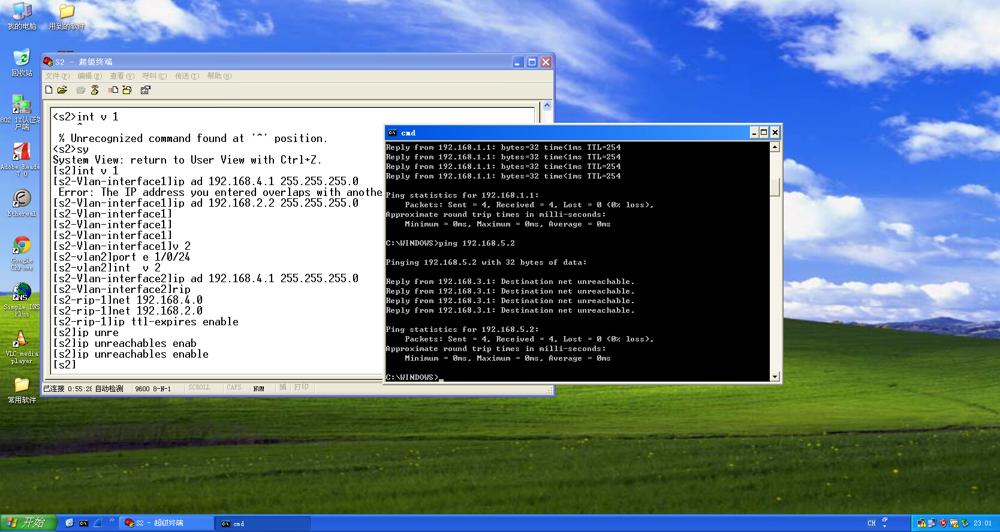 我的电脑
用到的软件
回收站
802.1X认证客
户端
Adobe Reade
7.0
Ethereal
Google
Chrome
Simple DNS
Plus
VLC media
player
常用软件
S2 - 超级终端
文件(F) 编辑(E) 查看(V) 呼叫(C) 传送(T) 帮助(H)
<s2>int v 1
^
% Unrecognized command found at '^' position.
<s2>sy
System View: return to User View with Ctrl+Z.
[s2]int v 1
[s2-Vlan-interface1]ip ad 192.168.4.1 255.255.255.0
Error: The IP address you entered overlaps with anothe
[s2-Vlan-interface1]ip ad 192.168.2.2 255.255.255.0
[s2-Vlan-interface1]
[s2-Vlan-interface1]
[s2-Vlan-interface1]
[s2-Vlan-interface1]v 2
[s2-vlan2]port e 1/0/24
[s2-vlan2]int  v 2
[s2-Vlan-interface2]ip ad 192.168.4.1 255.255.255.0
[s2-Vlan-interface2]rip
[s2-rip-1]net 192.168.4.0
[s2-rip-1]net 192.168.2.0
[s2-rip-1]ip ttl-expires enable
[s2]ip unre
[s2]ip unreachables enab
[s2]ip unreachables enable
[s2]
已连接 0:55:28 自动检测 9600 8-N-1 SCROLL CAPS NUM 捕 打印
cmd
Reply from 192.168.1.1: bytes=32 time<1ms TTL=254
Reply from 192.168.1.1: bytes=32 time<1ms TTL=254
Reply from 192.168.1.1: bytes=32 time<1ms TTL=254
Reply from 192.168.1.1: bytes=32 time<1ms TTL=254
Ping statistics for 192.168.1.1:
Packets: Sent = 4, Received = 4, Lost = 0 (0% loss),
Approximate round trip times in milli-seconds:
Minimum = 0ms, Maximum = 0ms, Average = 0ms
C:\WINDOWS>ping 192.168.5.2
Pinging 192.168.5.2 with 32 bytes of data:
Reply from 192.168.3.1: Destination net unreachable.
Reply from 192.168.3.1: Destination net unreachable.
Reply from 192.168.3.1: Destination net unreachable.
Reply from 192.168.3.1: Destination net unreachable.
Ping statistics for 192.168.5.2:
Packets: Sent = 4, Received = 4, Lost = 0 (0% loss),
Approximate round trip times in milli-seconds:
Minimum = 0ms, Maximum = 0ms, Average = 0ms
C:\WINDOWS>_
开始 S2 - 超级终端 cmd CH 23:01